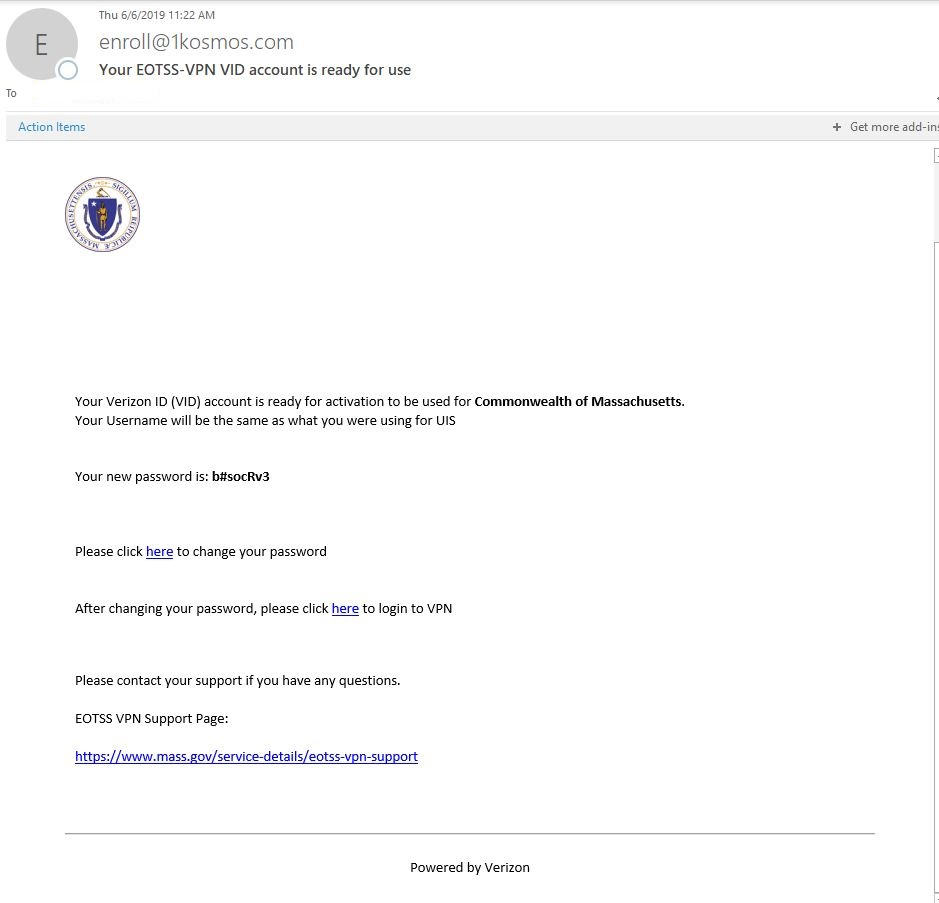 Thu 6/6/2019 11:22 AM
E
enroll@1kosmos.com
Your EOTSS-VPN VID account is ready for use
To
Action Items
+ Get more add-ins
SIGILLUM REIPUBLICÆ MASSACHUSETTENSIS
Your Verizon ID (VID) account is ready for activation to be used for Commonwealth of Massachusetts.
Your Username will be the same as what you were using for UIS
Your new password is: b#socRv3
Please click here to change your password
After changing your password, please click here to login to VPN
Please contact your support if you have any questions.
EOTSS VPN Support Page:
https://www.mass.gov/service-details/eotss-vpn-support
Powered by Verizon